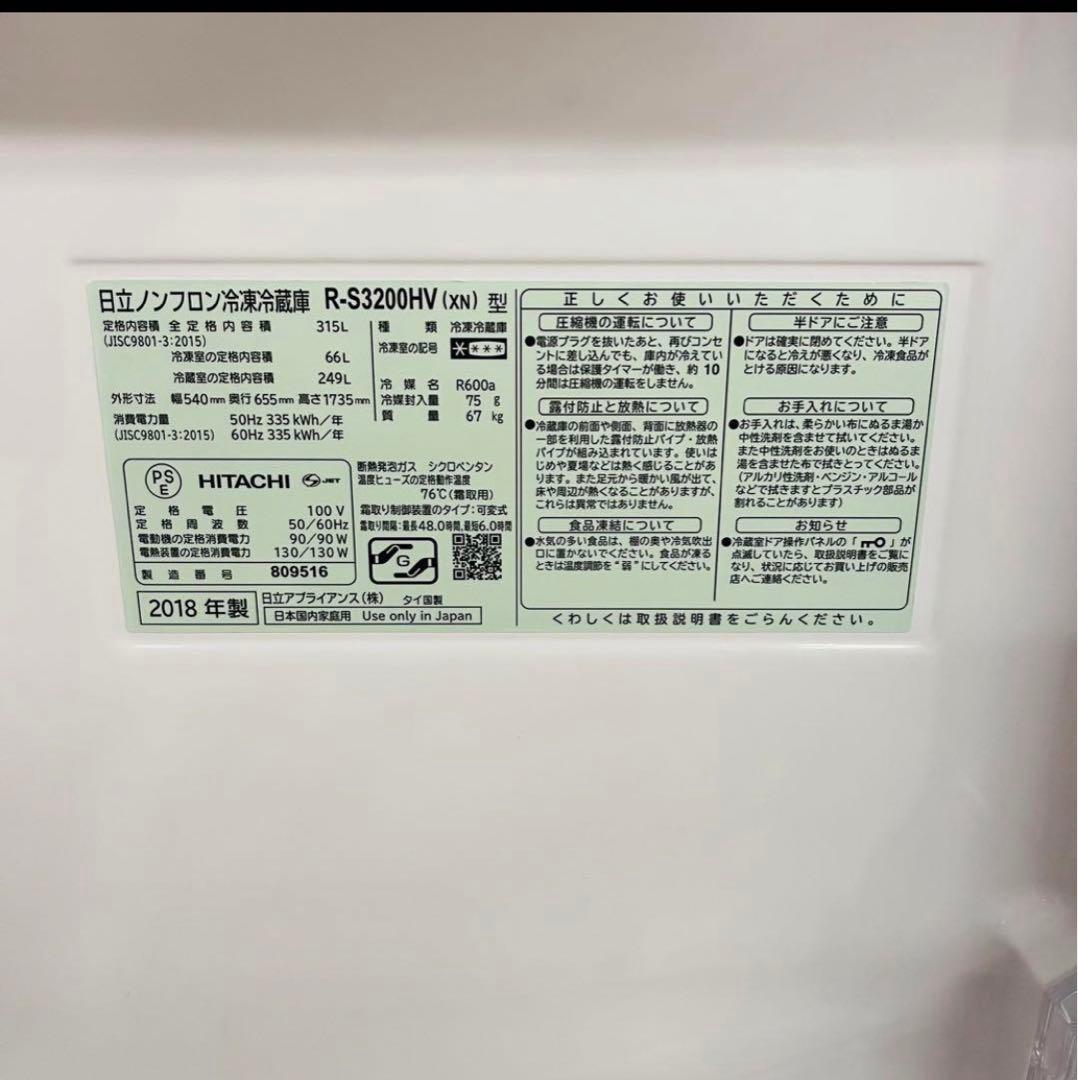 日立ノンフロン冷凍冷蔵庫 R-S3200HV(XN) 型
定格内容積 全定格内容積 315L
(JISC9801-3:2015)
冷凍室の定格内容積 66L
冷蔵室の定格内容積 249L
外形寸法 幅540mm 奥行655mm 高さ1735mm
消費電力量 50Hz 335kWh/年
(JISC9801-3:2015) 60Hz 335kWh/年
種類 冷凍冷蔵庫
冷凍室の記号 ****
冷媒名 R600a
冷媒封入量 75 g
質量 67 kg
PS
E
HITACHI S-JET
定格電圧 100V
定格周波数 50/60Hz
電動機の定格消費電力 90/90W
電熱装置の定格消費電力 130/130W
製造番号 809516
断熱発泡ガス シクロペンタン
温度ヒューズの定格動作温度
76℃(霜取用)
霜取り制御装置のタイプ:可変式
霜取り間隔:最長48.0時間,最短6.0時間
G
2018年製
日立アプライアンス(株) タイ国製
日本国内家庭用 Use only in Japan
正しくお使いいただくために
圧縮機の運転について
●電源プラグを抜いたあと、再びコンセ
ントに差し込んでも、庫内が冷えてい
る場合は保護タイマーが働き、約10
分間は圧縮機の運転をしません。
露付防止と放熱について
●冷蔵庫の前面や側面、背面に放熱器の
一部を利用した露付防止パイプ・放熱
パイプが組み込まれています。使いは
じめや夏場などは熱く感じることがあ
ります。また足元から暖かい風が出て、
床や周辺が熱くなることがありますが、
これらは異常ではありません。
食品凍結について
●水気の多い食品は、棚の奥や冷気吹出
口に置かないでください。食品が凍る
ときは温度調節を“弱”にしてください。
半ドアにご注意
●ドアは確実に閉めてください。半ドア
になると冷えが悪くなり、冷凍食品が
とける原因になります。
お手入れについて
●お手入れは、柔らかい布にぬるま湯か
中性洗剤を含ませて拭いてください。
また中性洗剤をお使いのときはぬるま
湯を含ませた布で拭きとってください。
(アルカリ性洗剤・ベンジン・アルコール
などで拭きますとプラスチック部品が
割れることがあります)
お知らせ
●冷蔵室ドア操作パネルの「」が
点滅していたら、取扱説明書をご覧に
なり、状況に応じてお買い上げの販売
店へご連絡ください。
くわしくは取扱説明書をごらんください。